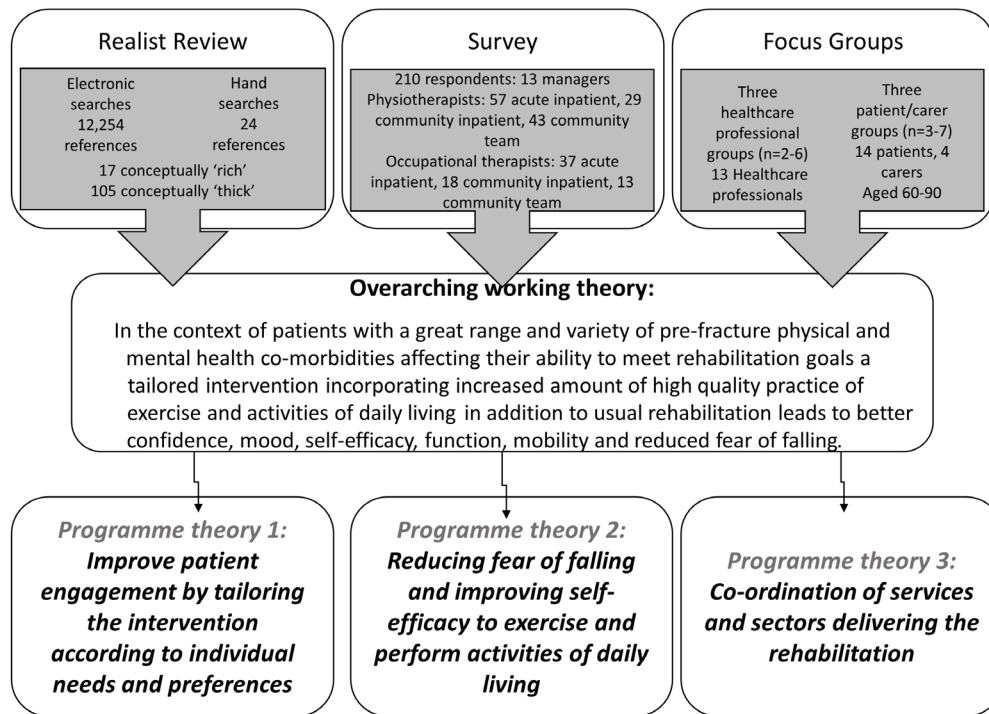 Realist Review
Electronic
searches
12,254
references
Hand
searches
24
references
17 conceptually ‘rich’
105 conceptually ‘thick’
Survey
210 respondents: 13 managers
Physiotherapists: 57 acute inpatient, 29
community inpatient, 43 community
team
Occupational therapists: 37 acute
inpatient, 18 community inpatient, 13
community team
Focus Groups
Three
healthcare
professional
groups (n=2-6)
13 Healthcare
professionals
Three
patient/carer
groups (n=3-7)
14 patients, 4
carers
Aged 60-90
Overarching working theory:
In the context of patients with a great range and variety of pre-fracture physical and
mental health co-morbidities affecting their ability to meet rehabilitation goals a
tailored intervention incorporating increased amount of high quality practice of
exercise and activities of daily living in addition to usual rehabilitation leads to better
confidence, mood, self-efficacy, function, mobility and reduced fear of falling.
Programme theory 1:
Improve patient
engagement by tailoring
the intervention
according to individual
needs and preferences
Programme theory 2:
Reducing fear of falling
and improving self-
efficacy to exercise and
perform activities of daily
living
Programme theory 3:
Co-ordination of services
and sectors delivering the
rehabilitation